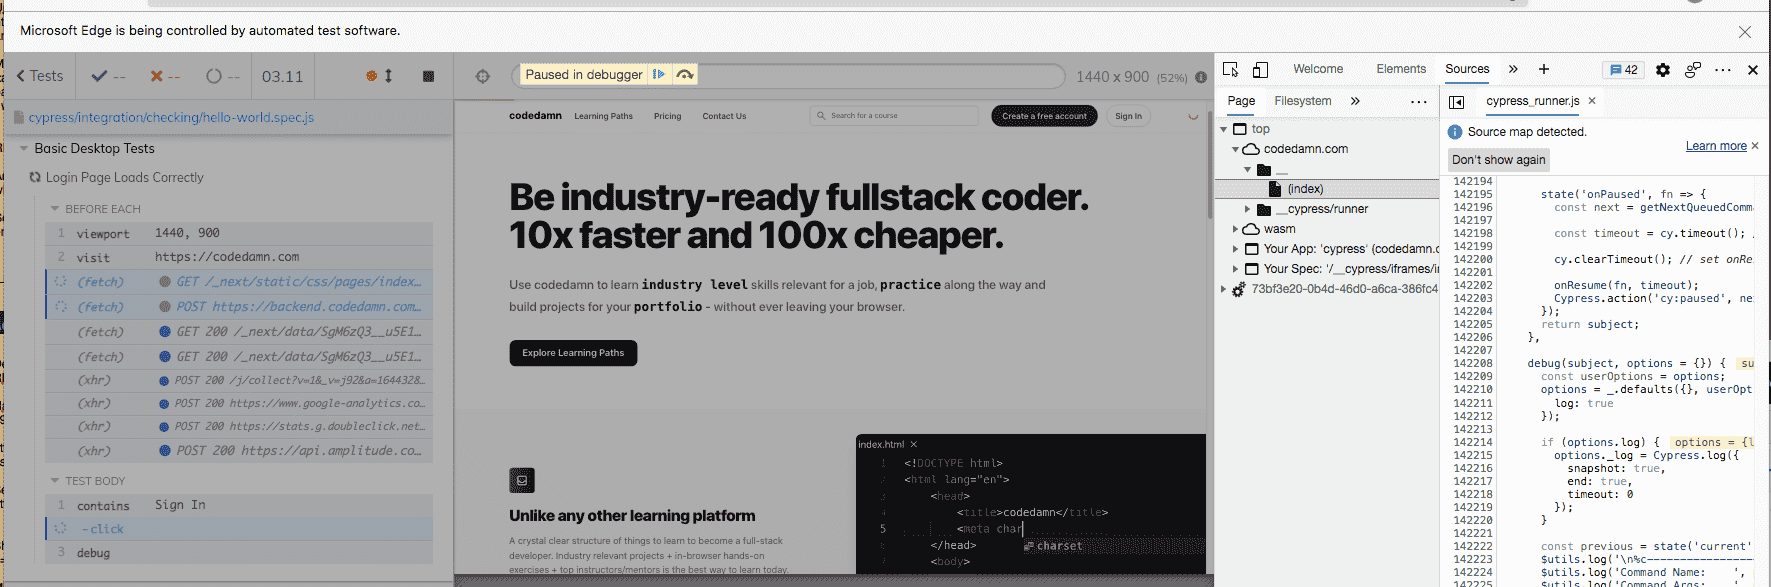 Microsoft Edge is being controlled by automated test software.
Tests -- -- -- 03.11
Paused in debugger
1440 x 900 (52%)
cypress/integration/checking/hello-world.spec.js
Basic Desktop Tests
Login Page Loads Correctly
BEFORE EACH
1 viewport 1440, 900
2 visit https://codedamn.com
(fetch) GET /_next/static/css/pages/index...
(fetch) POST https://backend.codedamn.com...
(fetch) GET 200 /_next/data/SgM6zQ3__u5E1...
(fetch) GET 200 /_next/data/SgM6zQ3__u5E1...
(xhr) POST 200 /j/collect?v=1&_v=j92&a=1644328...
(xhr) POST 200 https://www.google-analytics.co...
(xhr) POST 200 https://stats.g.doubleclick.net...
(xhr) POST 200 https://api.amplitude.co...
TEST BODY
1 contains Sign In
-click
3 debug
codedamn Learning Paths Pricing Contact Us Search for a course Create a free account Sign In
Be industry-ready fullstack coder.
10x faster and 100x cheaper.
Use codedamn to learn industry level skills relevant for a job, practice along the way and
build projects for your portfolio - without ever leaving your browser.
Explore Learning Paths
Unlike any other learning platform
A crystal clear structure of things to learn to become a full-stack
developer. Industry relevant projects + in-browser hands-on
exercises + top instructors/mentors is the best way to learn today.
index.html
<!DOCTYPE html>
<html lang="en">
<head>
<title>codedamn</title>
5 <meta char
</head> charset
<body>
Welcome Elements Sources 42
Page Filesystem
top
codedamn.com
__
(index)
__cypress/runner
wasm
Your App: 'cypress' (codedamn.c
Your Spec: '/__cypress/iframes/i
73bf3e20-0b4d-46d0-a6ca-386fc4
cypress_runner.js
Source map detected.
Learn more
Don't show again
142194
142195 state('onPaused', fn => {
142196 const next = getNextQueuedComm
142197
142198 const timeout = cy.timeout(); /
142199
142200 cy.clearTimeout(); // set onRe
142201
142202 onResume(fn, timeout);
142203 Cypress.action('cy:paused', ne
142204 });
142205 return subject;
142206 },
142207
142208 debug(subject, options = {}) { su
142209 const userOptions = options;
142210 options = _.defaults({}, userOpt
142211 log: true
142212 });
142213
142214 if (options.log) { options = {l
142215 options._log = Cypress.log({
142216 snapshot: true,
142217 end: true,
142218 timeout: 0
142219 });
142220 }
142221
142222 const previous = state('current'
142223 $utils.log('\n%c
142224 $utils.log('Command Name: ',
142225 $utils.log('Command Args: ',